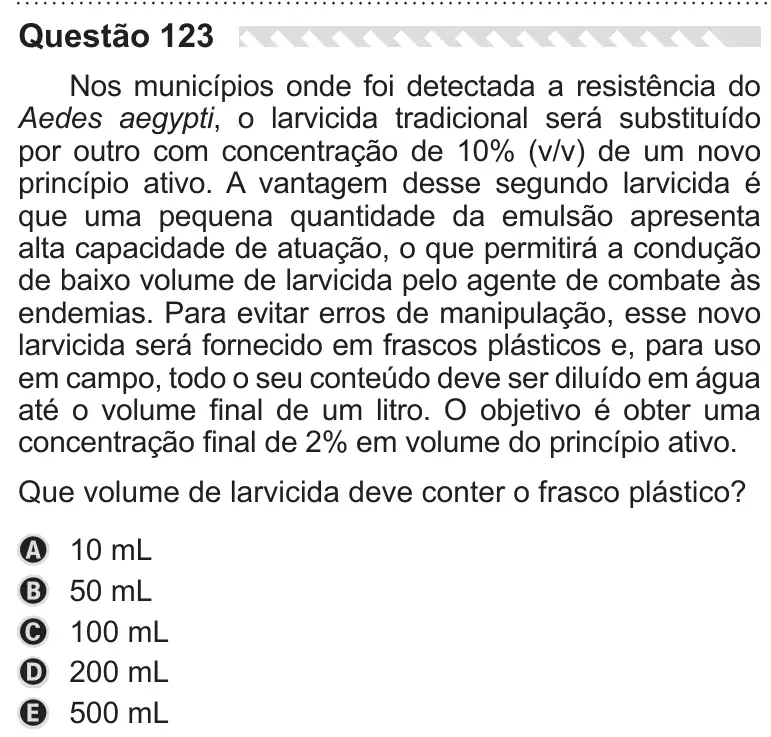 Questão 123
Nos municípios onde foi detectada a resistência do
Aedes aegypti, o larvicida tradicional será substituído
por outro com concentração de 10% (v/v) de um novo
princípio ativo. A vantagem desse segundo larvicida é
que uma pequena quantidade da emulsão apresenta
alta capacidade de atuação, o que permitirá a condução
de baixo volume de larvicida pelo agente de combate às
endemias. Para evitar erros de manipulação, esse novo
larvicida será fornecido em frascos plásticos e, para uso
em campo, todo o seu conteúdo deve ser diluído em água
até o volume final de um litro. O objetivo é obter uma
concentração final de 2% em volume do princípio ativo.
Que volume de larvicida deve conter o frasco plástico?
A 10 mL
B 50 mL
C 100 mL
D 200 mL
E 500 mL